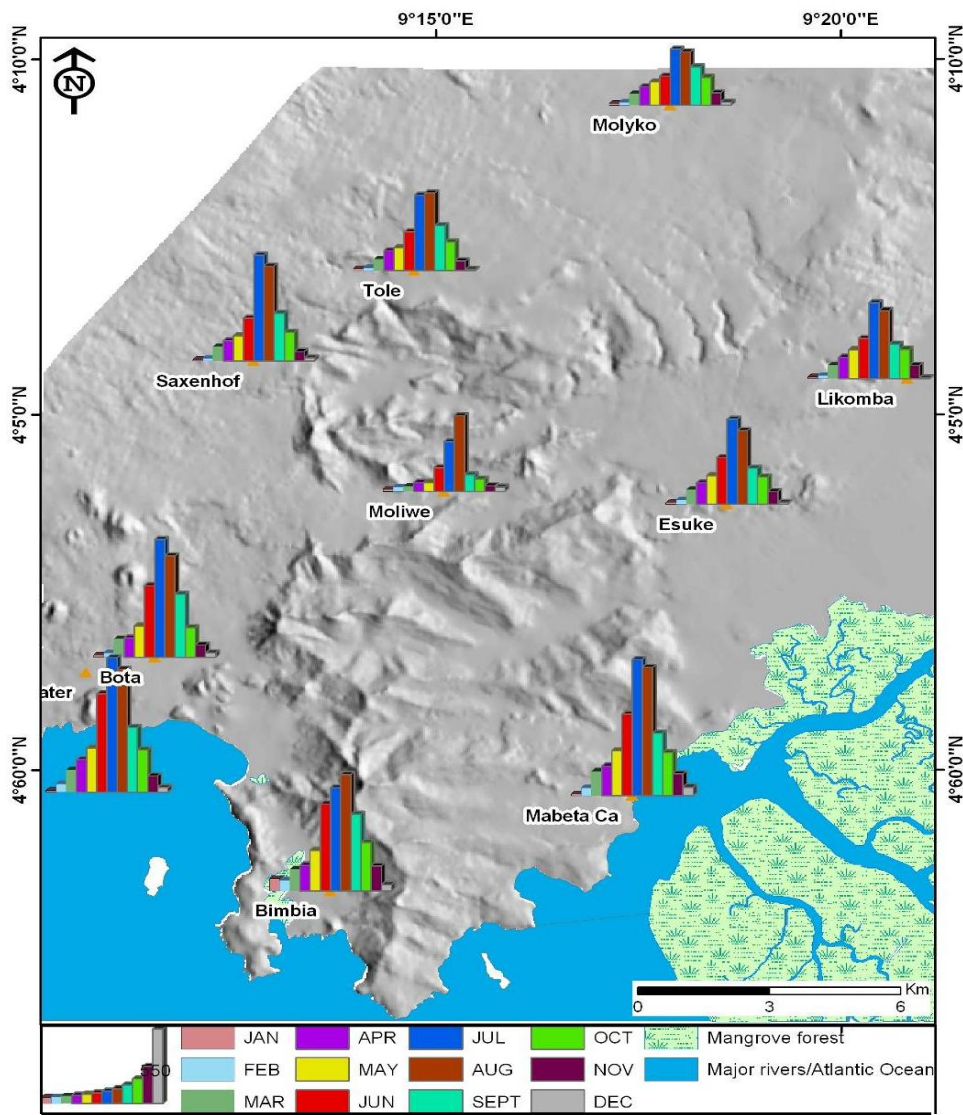 9°15'0"E
9°20'0"E
4°10'0"N
4°10'0"N
N
Molyko
Tole
Saxenhof
Likomba
4°5'0"N
4°5'0"N
Moliwe
Esuke
Bota
ater
4°60'0"N
4°60'0"N
Mabeta Ca
Bimbia
Km
0
3
6
550
JAN
APR
JUL
OCT
Mangrove forest
FEB
MAY
AUG
NOV
Major rivers/Atlantic Ocean
MAR
JUN
SEPT
DEC